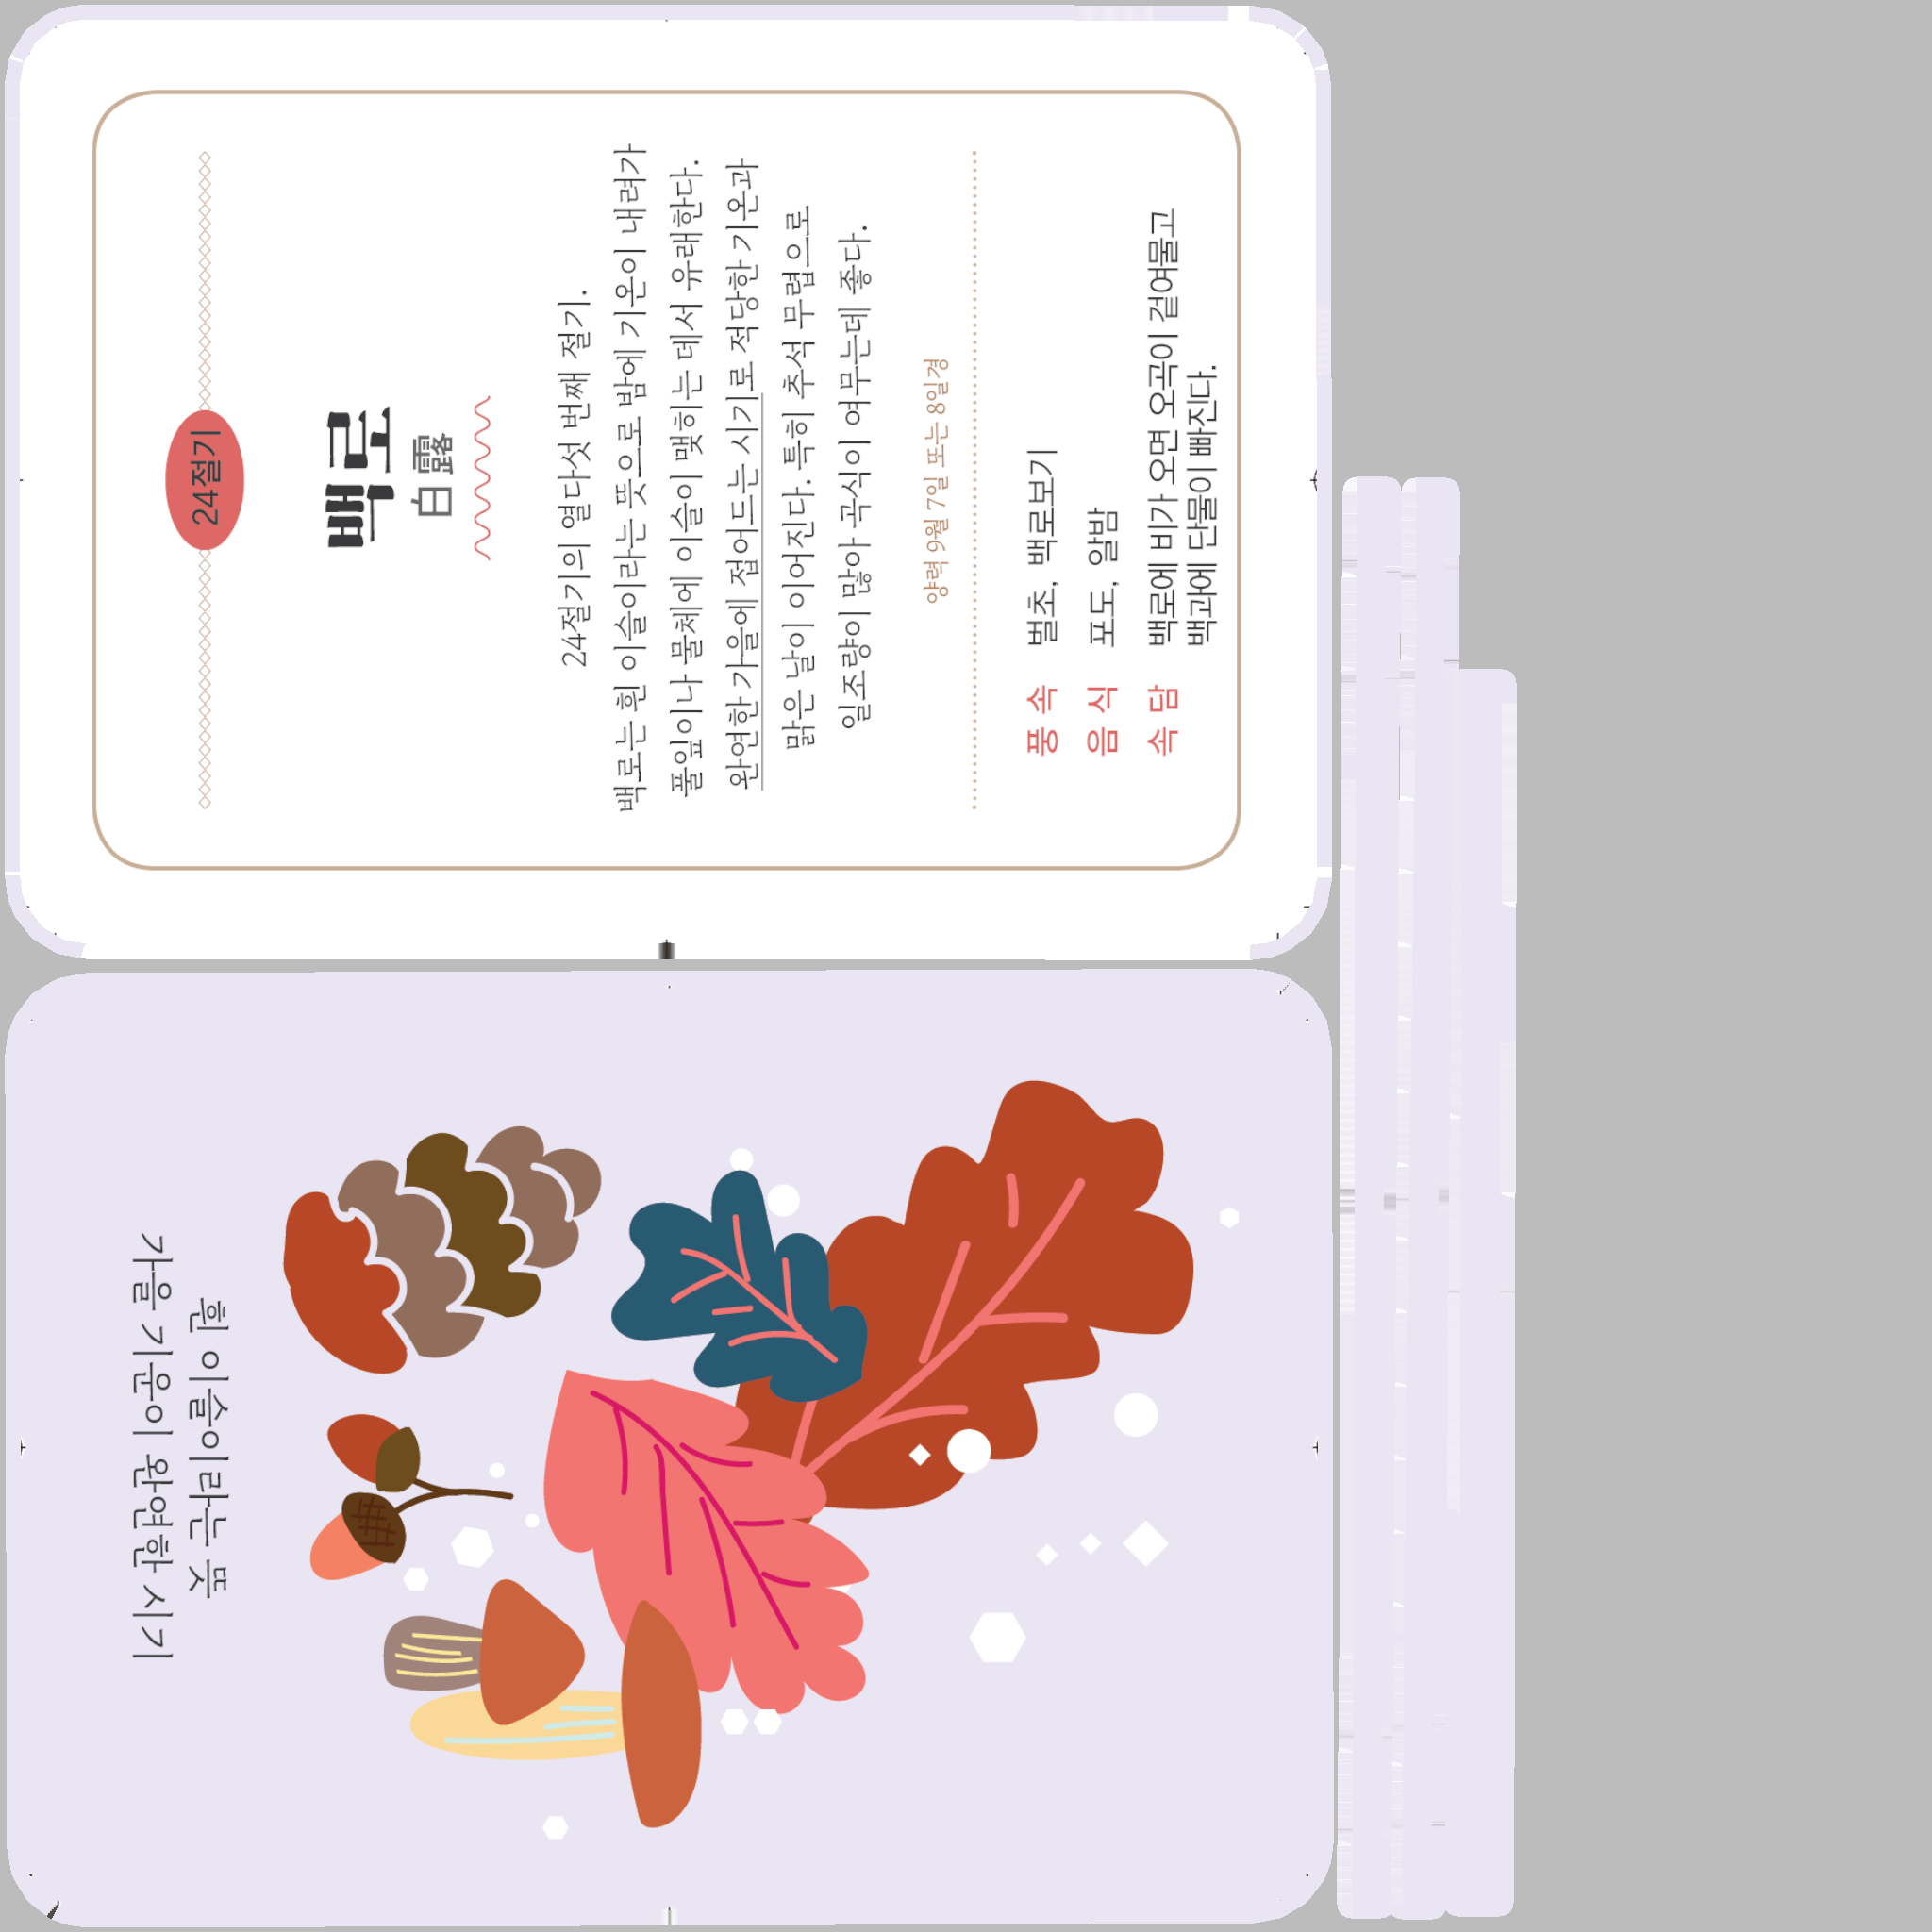 24절기
백로
白露
24절기의 열다섯 번째 절기.
백로는 흰 이슬이라는 뜻으로 밤에 기온이 내려가
풀잎이나 물체에 이슬이 맺히는 데서 유래한다.
완연한 가을에 접어드는 시기로 적당한 기온과
맑은 날이 이어진다. 특히 추석 무렵으로
일조량이 많아 곡식이 여무는데 좋다.
양력 9월 7일 또는 8일경
풍속 벌초, 백로보기
음식 포도, 알밤
속담 백로에 비가 오면 오곡이 겉여물고
백과에 단물이 빠진다.
흰 이슬이라는 뜻
가을 기운이 완연한 시기